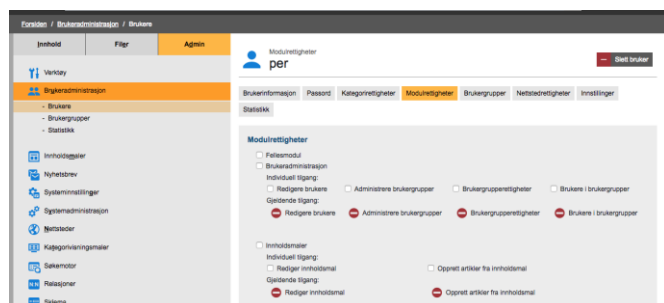 Forsiden / Brukeradministrasjon / Brukere
Innhold Filer Admin
Verktøy
Brukeradministrasjon
- Brukere
- Brukergrupper
- Statistikk
Innholdsmaler
Nyhetsbrev
Systeminnstillinger
Systemadministrasjon
Nettsteder
Kategorivisningsmaler
Søkemotor
Relasjoner
Skjema
Modulrettigheter
per
Slett bruker
Brukerinformasjon Passord Kategorirettigheter Modulrettigheter Brukergrupper Nettstedrettigheter Innstillinger
Statistikk
Modulrettigheter
Fellesmodul
Brukeradministrasjon
Individuell tilgang:
Redigere brukere Administrere brukergrupper Brukergrupperettigheter Brukere i brukergrupper
Gjeldende tilgang:
Redigere brukere Administrere brukergrupper Brukergrupperettigheter Brukere i brukergrupper
Innholdsmaler
Individuell tilgang:
Rediger innholdsmal Opprett artikler fra innholdsmal
Gjeldende tilgang:
Rediger innholdsmal Opprett artikler fra innholdsmal